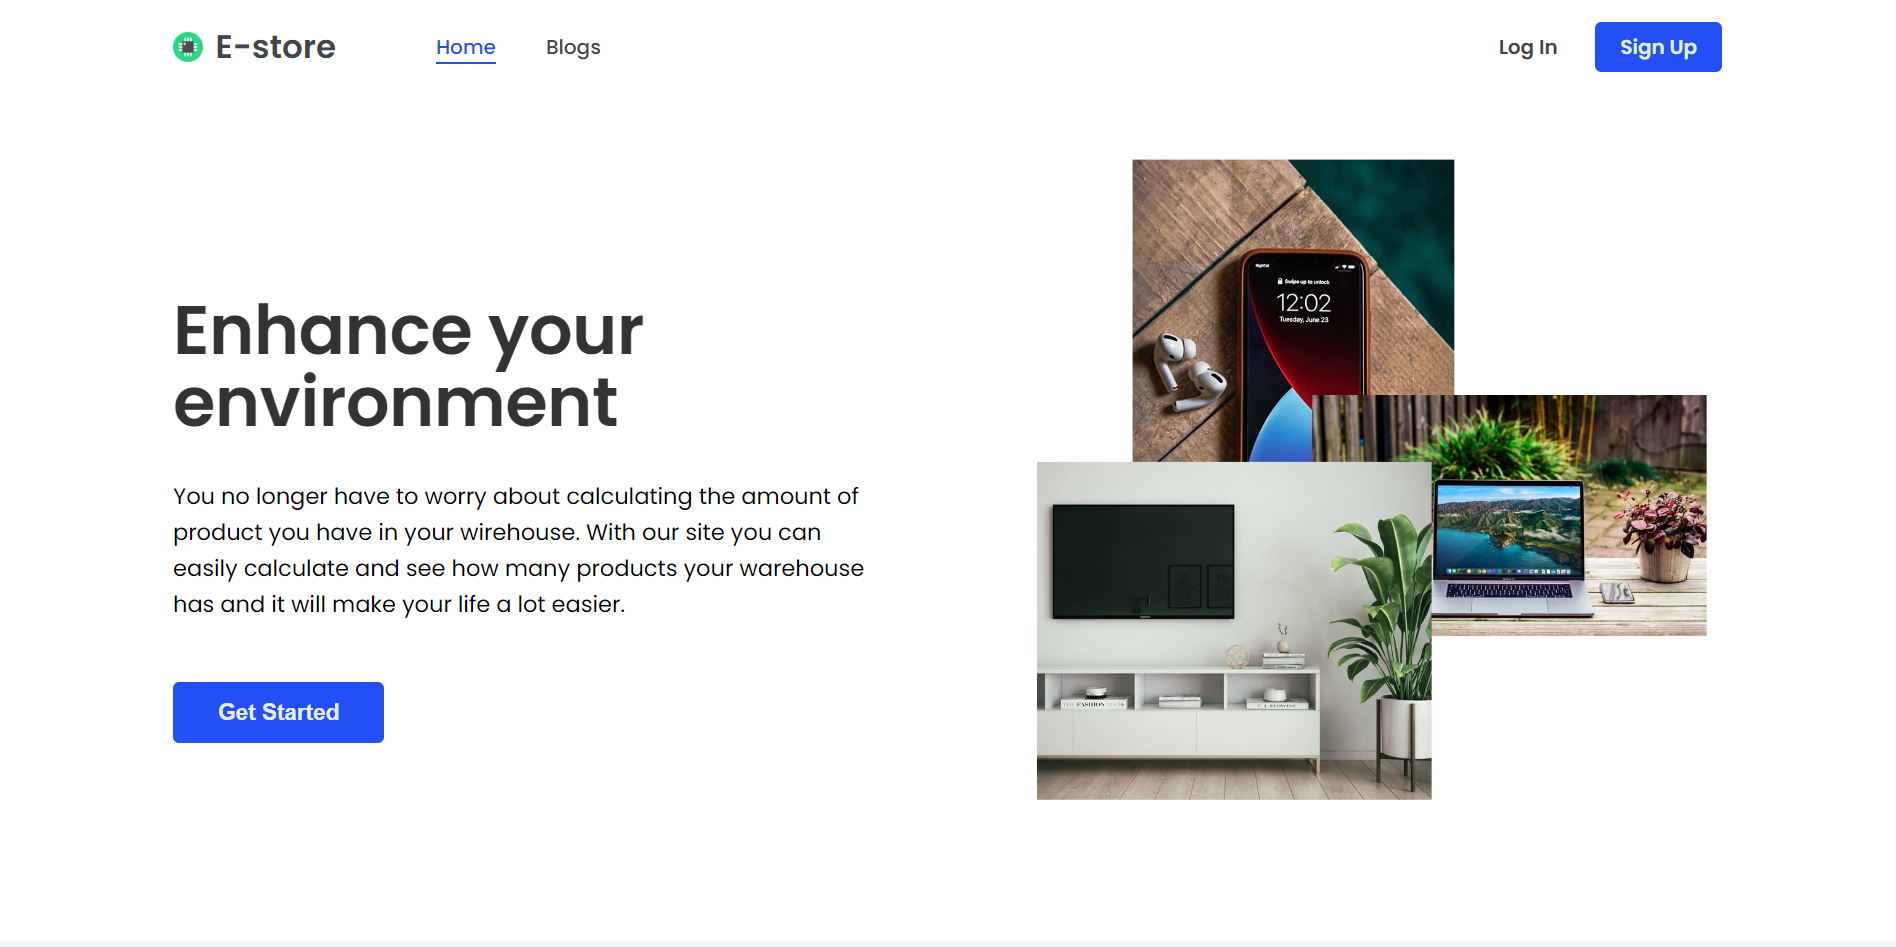 E-store
Home
Blogs
Log In
Sign Up
Enhance your
environment
You no longer have to worry about calculating the amount of
product you have in your wirehouse. With our site you can
easily calculate and see how many products your warehouse
has and it will make your life a lot easier.
Get Started
Swipe up to unlock
12:02
Tuesday, June 23
THE FASHION
C. J. REDWINE